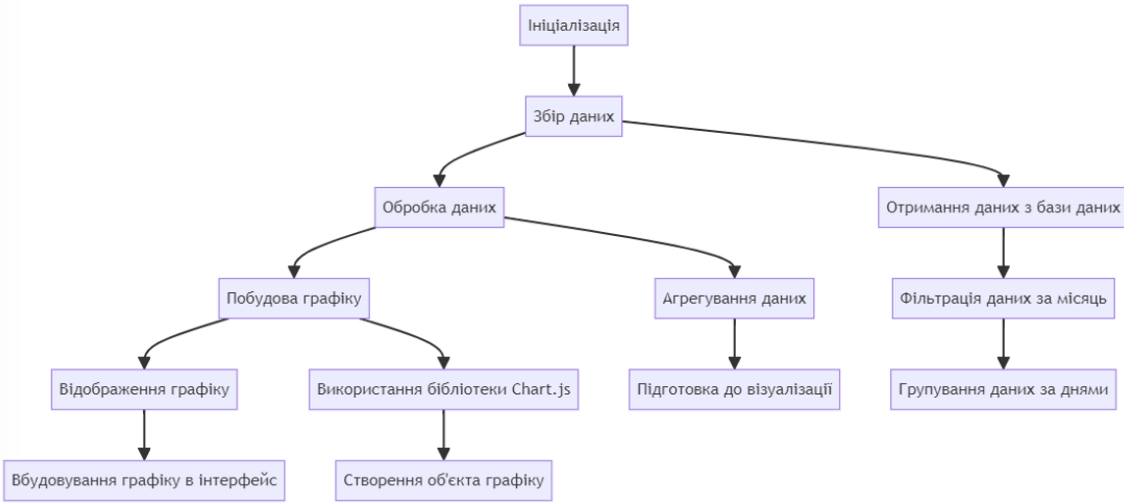 Ініціалізація
Збір даних
Обробка даних
Отримання даних з бази даних
Побудова графіку
Агрегування даних
Фільтрація даних за місяць
Відображення графіку
Використання бібліотеки Chart.js
Підготовка до візуалізації
Групування даних за днями
Вбудовування графіку в інтерфейс
Створення об'єкта графіку